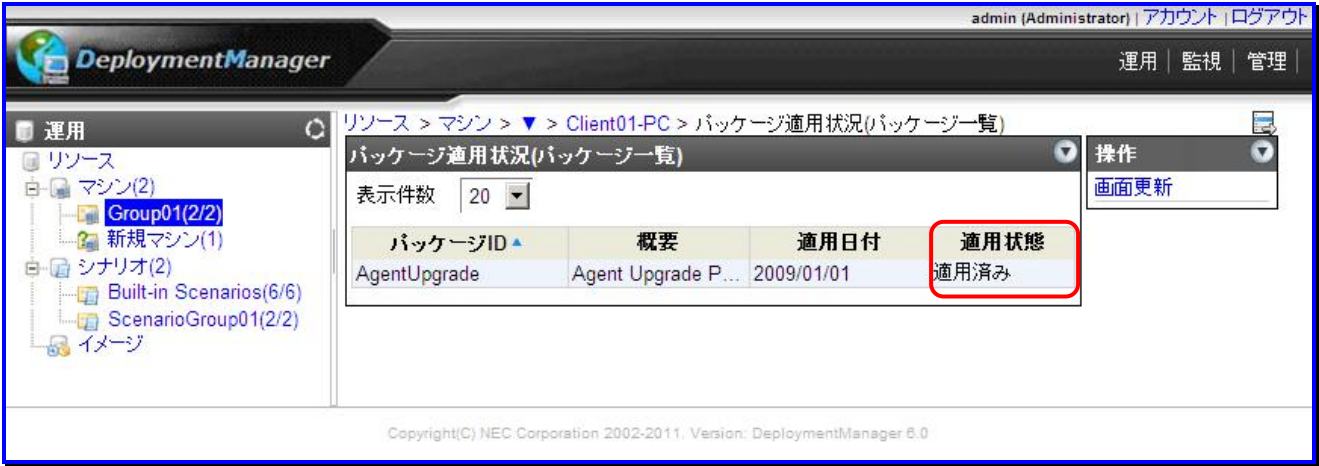 admin (Administrator) | アカウント | ログアウト
DeploymentManager
運用 | 監視 | 管理 |
運用
リソース
マシン(2)
Group01(2/2)
新規マシン(1)
シナリオ(2)
Built-in Scenarios(6/6)
ScenarioGroup01(2/2)
イメージ
リソース > マシン > ▼ > Client01-PC > パッケージ適用状況(パッケージ一覧)
パッケージ適用状況(パッケージ一覧)
表示件数 20
パッケージID▲ 概要 適用日付 適用状態
AgentUpgrade Agent Upgrade P... 2009/01/01 適用済み
操作
画面更新
Copyright(C) NEC Corporation 2002-2011. Version: DeploymentManager 6.0